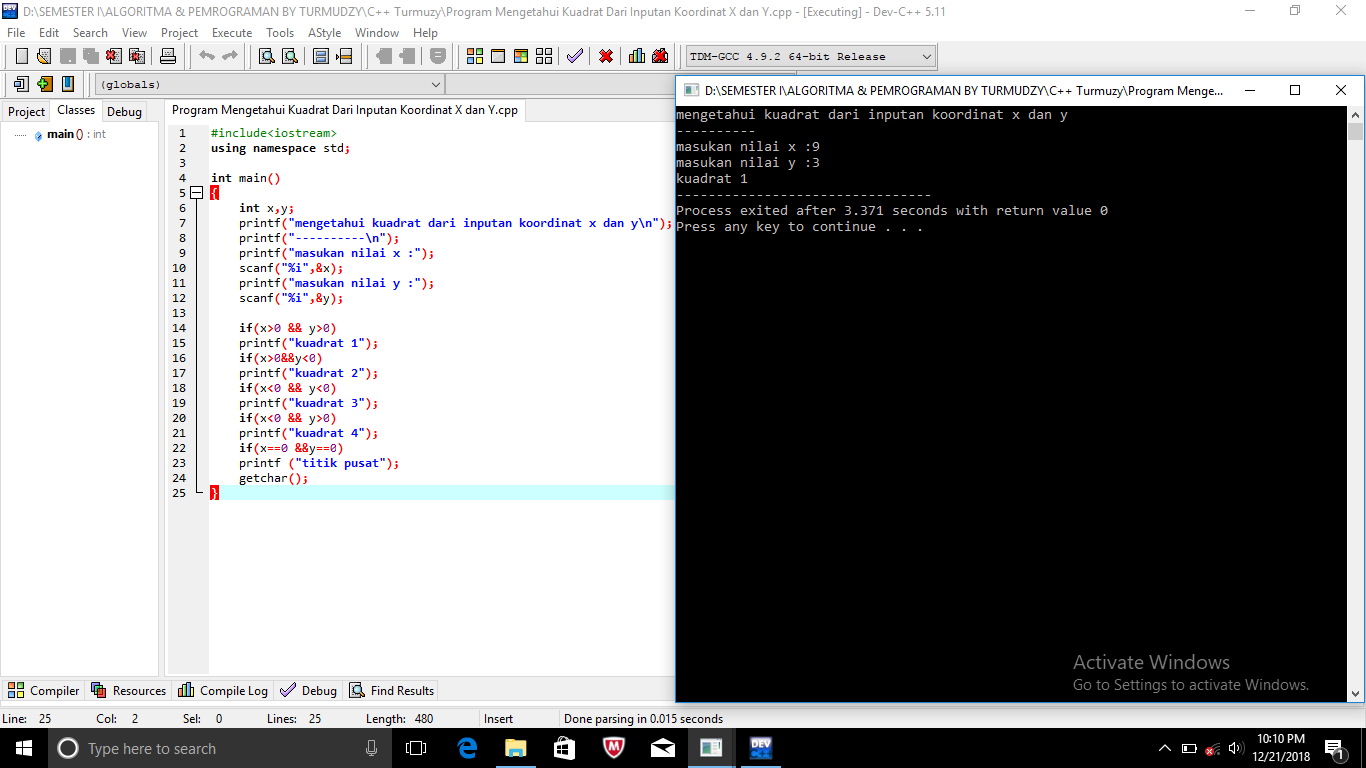 D:\SEMESTER I\ALGORITMA & PEMROGRAMAN BY TURMUDZY\C++ Turmuzy\Program Mengetahui Kuadrat Dari Inputan Koordinat X dan Y.cpp - [Executing] - Dev-C++ 5.11
File Edit Search View Project Execute Tools AStyle Window Help
TDM-GCC 4.9.2 64-bit Release
(globals)
Project Classes Debug
main () : int
Program Mengetahui Kuadrat Dari Inputan Koordinat X dan Y.cpp
1 #include<iostream>
2 using namespace std;
3
4 int main()
5 {
6 int x,y;
7 printf("mengetahui kuadrat dari inputan koordinat x dan y\n");
8 printf("----------\n");
9 printf("masukan nilai x :");
10 scanf("%i",&x);
11 printf("masukan nilai y :");
12 scanf("%i",&y);
13
14 if(x>0 && y>0)
15 printf("kuadrat 1");
16 if(x>0&&y<0)
17 printf("kuadrat 2");
18 if(x<0 && y<0)
19 printf("kuadrat 3");
20 if(x<0 && y>0)
21 printf("kuadrat 4");
22 if(x==0 &&y==0)
23 printf ("titik pusat");
24 getchar();
25 }
D:\SEMESTER I\ALGORITMA & PEMROGRAMAN BY TURMUDZY\C++ Turmuzy\Program Menge...
mengetahui kuadrat dari inputan koordinat x dan y
----------
masukan nilai x :9
masukan nilai y :3
kuadrat 1
--------------------------------
Process exited after 3.371 seconds with return value 0
Press any key to continue . . .
Activate Windows
Go to Settings to activate Windows.
Compiler Resources Compile Log Debug Find Results
Line: 25 Col: 2 Sel: 0 Lines: 25 Length: 480 Insert Done parsing in 0.015 seconds
Type here to search
DEV C++
10:10 PM
12/21/2018
1